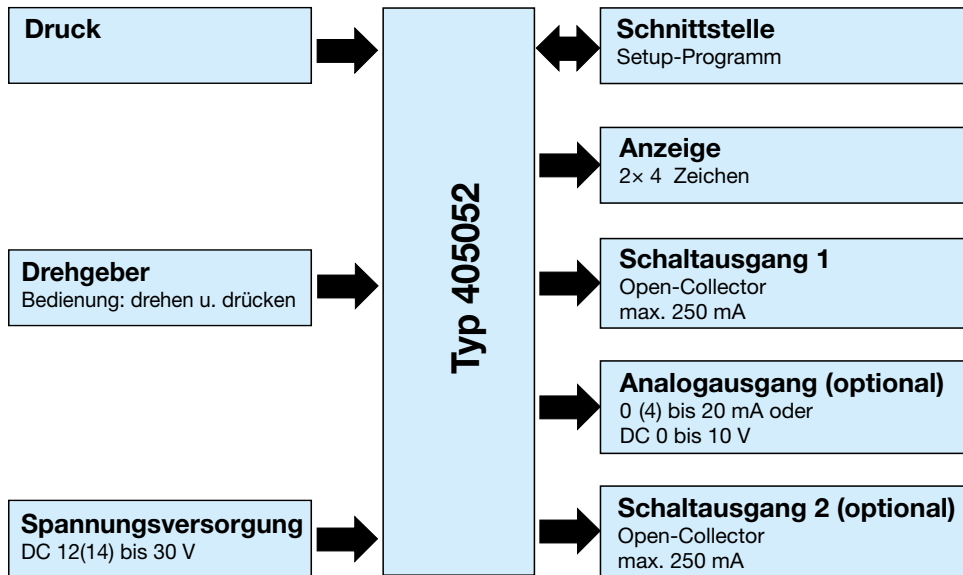 Druck
Drehgeber
Bedienung: drehen u. drücken
Spannungsversorgung
DC 12(14) bis 30 V
Typ 405052
Schnittstelle
Setup-Programm
Anzeige
2× 4 Zeichen
Schaltausgang 1
Open-Collector
max. 250 mA
Analogausgang (optional)
0 (4) bis 20 mA oder
DC 0 bis 10 V
Schaltausgang 2 (optional)
Open-Collector
max. 250 mA